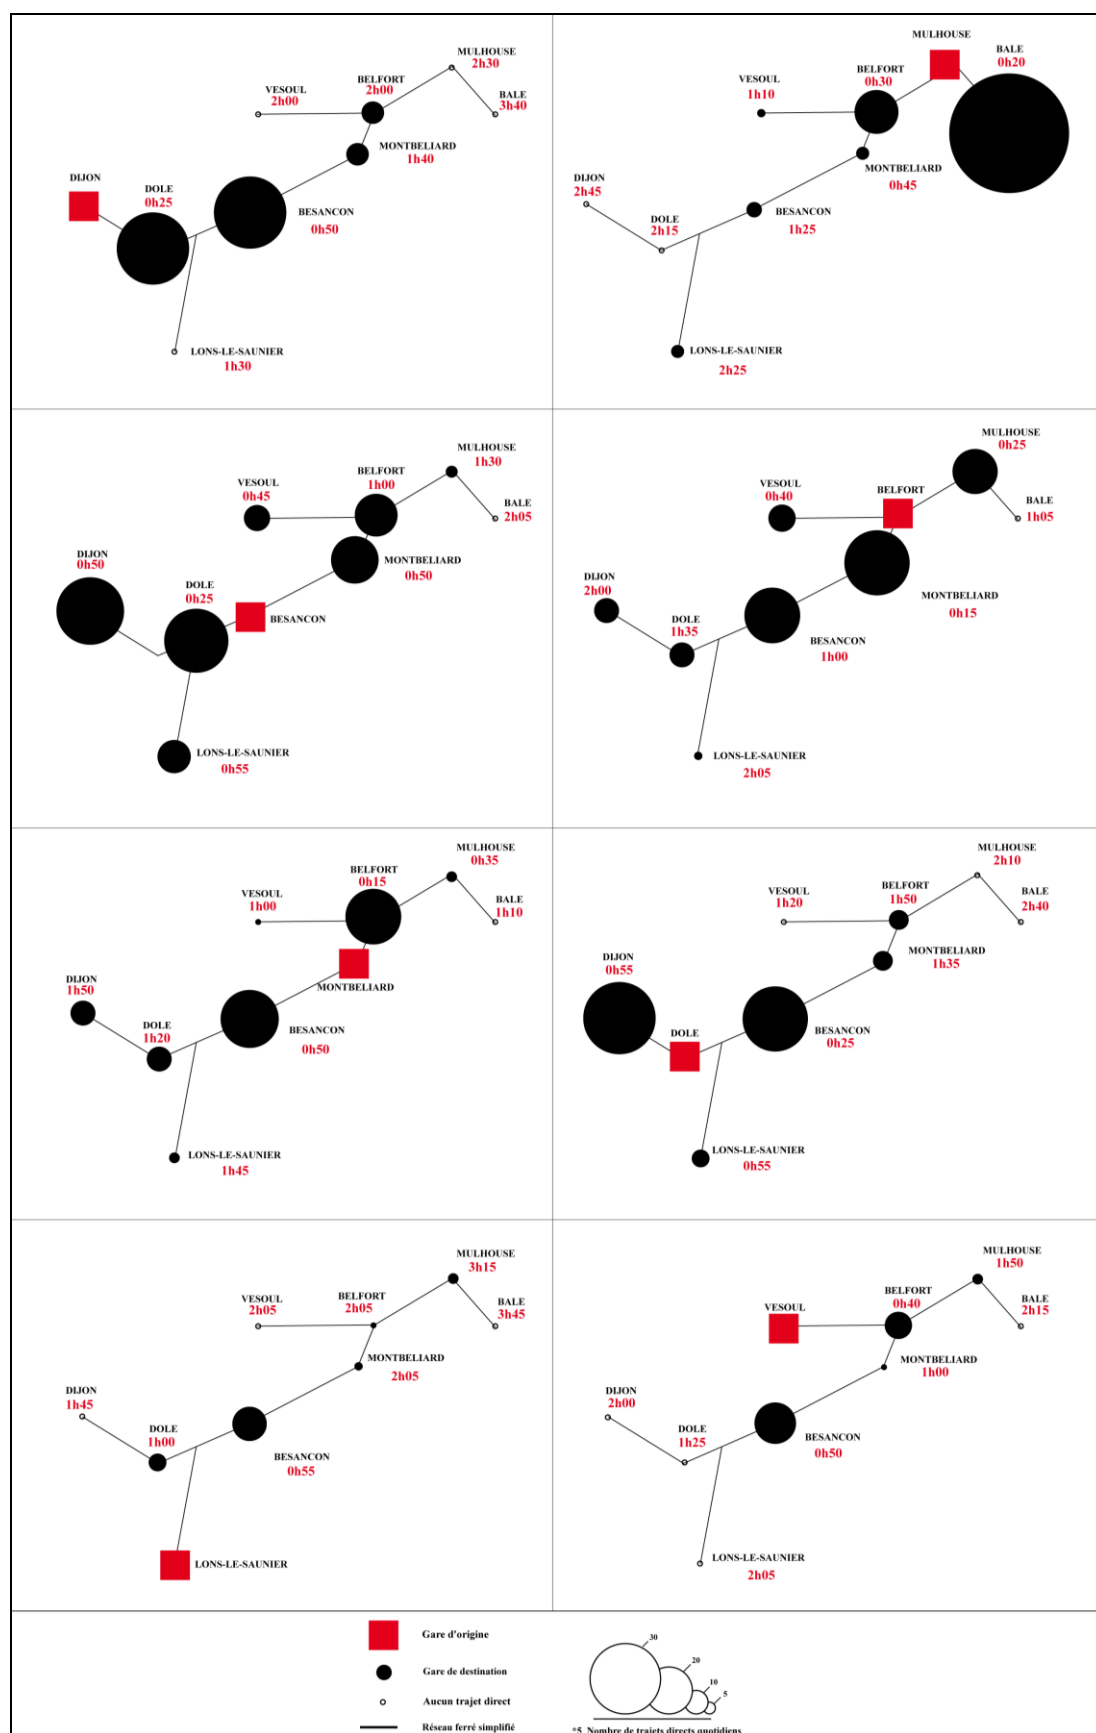 MULHOUSE
2h30
BELFORT
2h00
VESOUL
2h00
BALE
3h40
MONTBELIARD
1h40
DIJON
DOLE
0h25
BESANCON
0h50
LONS-LE-SAUNIER
1h30
MULHOUSE
BALE
0h20
BELFORT
0h30
VESOUL
1h10
MONTBELIARD
0h45
DIJON
2h45
DOLE
2h15
BESANCON
1h25
LONS-LE-SAUNIER
2h25
MULHOUSE
1h30
BELFORT
1h00
VESOUL
0h45
BALE
2h05
MONTBELIARD
0h50
DIJON
0h50
DOLE
0h25
BESANCON
LONS-LE-SAUNIER
0h55
MULHOUSE
0h25
VESOUL
0h40
BELFORT
BALE
1h05
DIJON
2h00
MONTBELIARD
0h15
DOLE
1h35
BESANCON
1h00
LONS-LE-SAUNIER
2h05
MULHOUSE
0h35
BELFORT
0h15
VESOUL
1h00
BALE
1h10
MONTBELIARD
DIJON
1h50
DOLE
1h20
BESANCON
0h50
LONS-LE-SAUNIER
1h45
MULHOUSE
2h10
BELFORT
1h50
VESOUL
1h20
BALE
2h40
MONTBELIARD
1h35
DIJON
0h55
DOLE
BESANCON
0h25
LONS-LE-SAUNIER
0h55
MULHOUSE
3h15
VESOUL
2h05
BELFORT
2h05
BALE
3h45
MONTBELIARD
2h05
DIJON
1h45
DOLE
1h00
BESANCON
0h55
LONS-LE-SAUNIER
MULHOUSE
1h50
BELFORT
0h40
VESOUL
BALE
2h15
MONTBELIARD
1h00
DIJON
2h00
DOLE
1h25
BESANCON
0h50
LONS-LE-SAUNIER
2h05
Gare d'origine
Gare de destination
Aucun trajet direct
Réseau ferré simplifié
30
20
10
5
*5 Nombre de trajets directs quotidiens